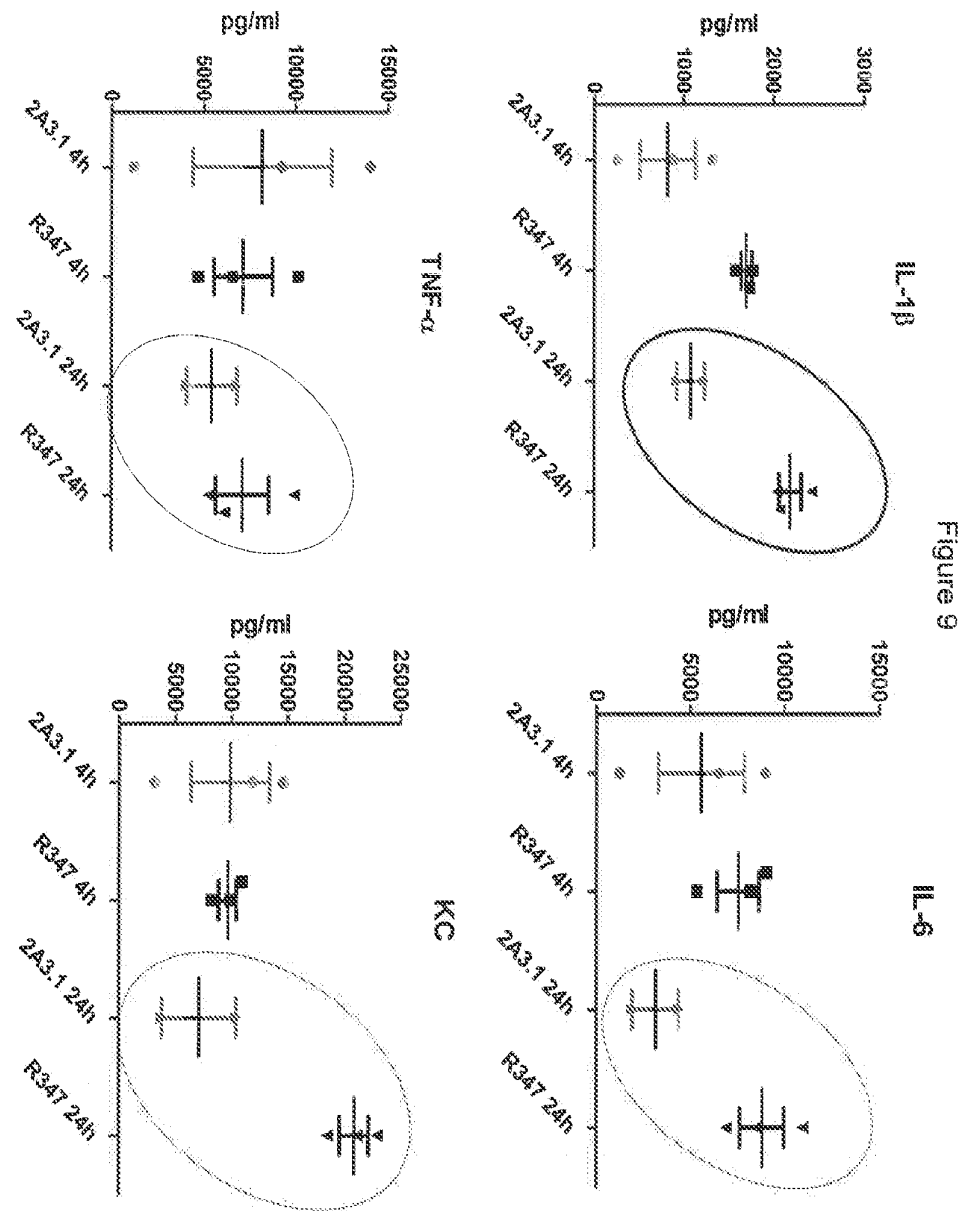 Figure 9
IL-1β
pg/ml
3000
2000
1000
0
2A3.1 4h
R347 4h
2A3.1 24h
R347 24h
IL-6
pg/ml
15000
10000
5000
0
2A3.1 4h
R347 4h
2A3.1 24h
R347 24h
TNF-α
pg/ml
15000
10000
5000
0
2A3.1 4h
R347 4h
2A3.1 24h
R347 24h
KC
pg/ml
25000
20000
15000
10000
5000
0
2A3.1 4h
R347 4h
2A3.1 24h
R347 24h